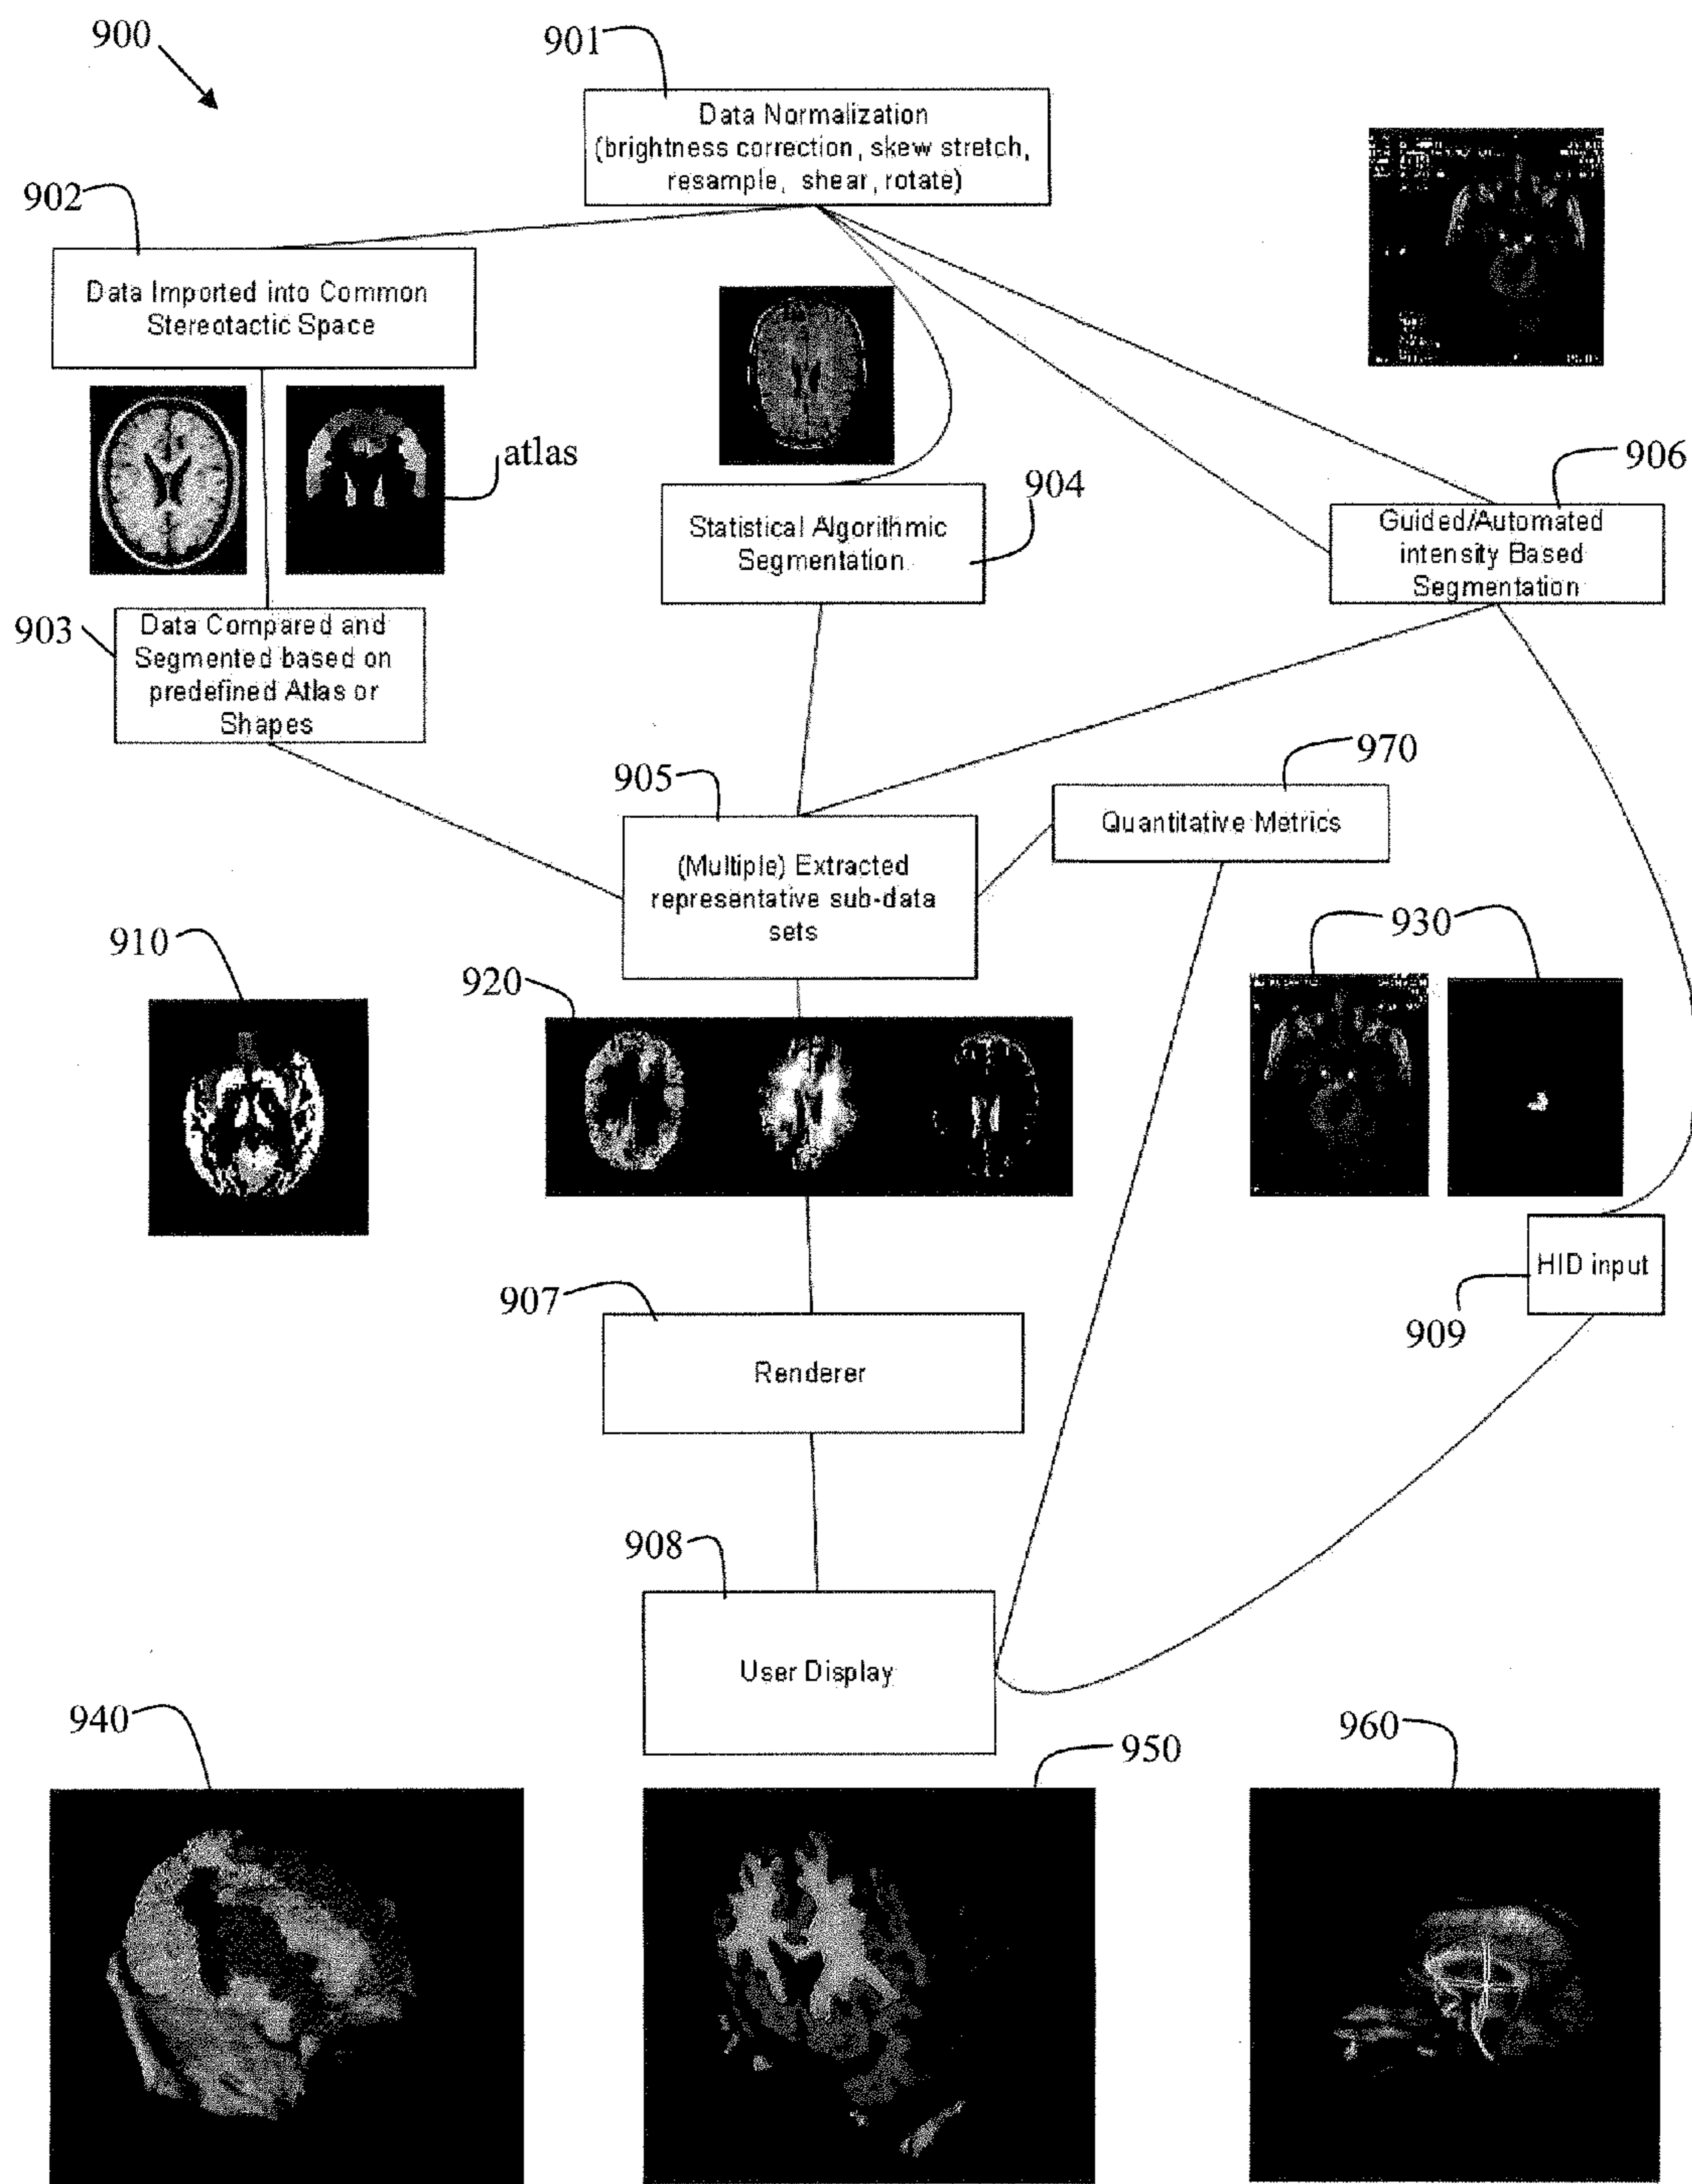 900
901
Data Normalization
(brightness correction, skew stretch,
resample, shear, rotate)
902
Data Imported into Common
Stereotactic Space
atlas
904
Statistical Algorithmic
Segmentation
906
Guided/Automated
intensity Based
Segmentation
903
Data Compared and
Segmented based on
predefined Atlas or
Shapes
905
(Multiple) Extracted
representative sub-data
sets
970
Quantitative Metrics
910
920
930
907
Renderer
HID input
909
908
User Display
940
950
960